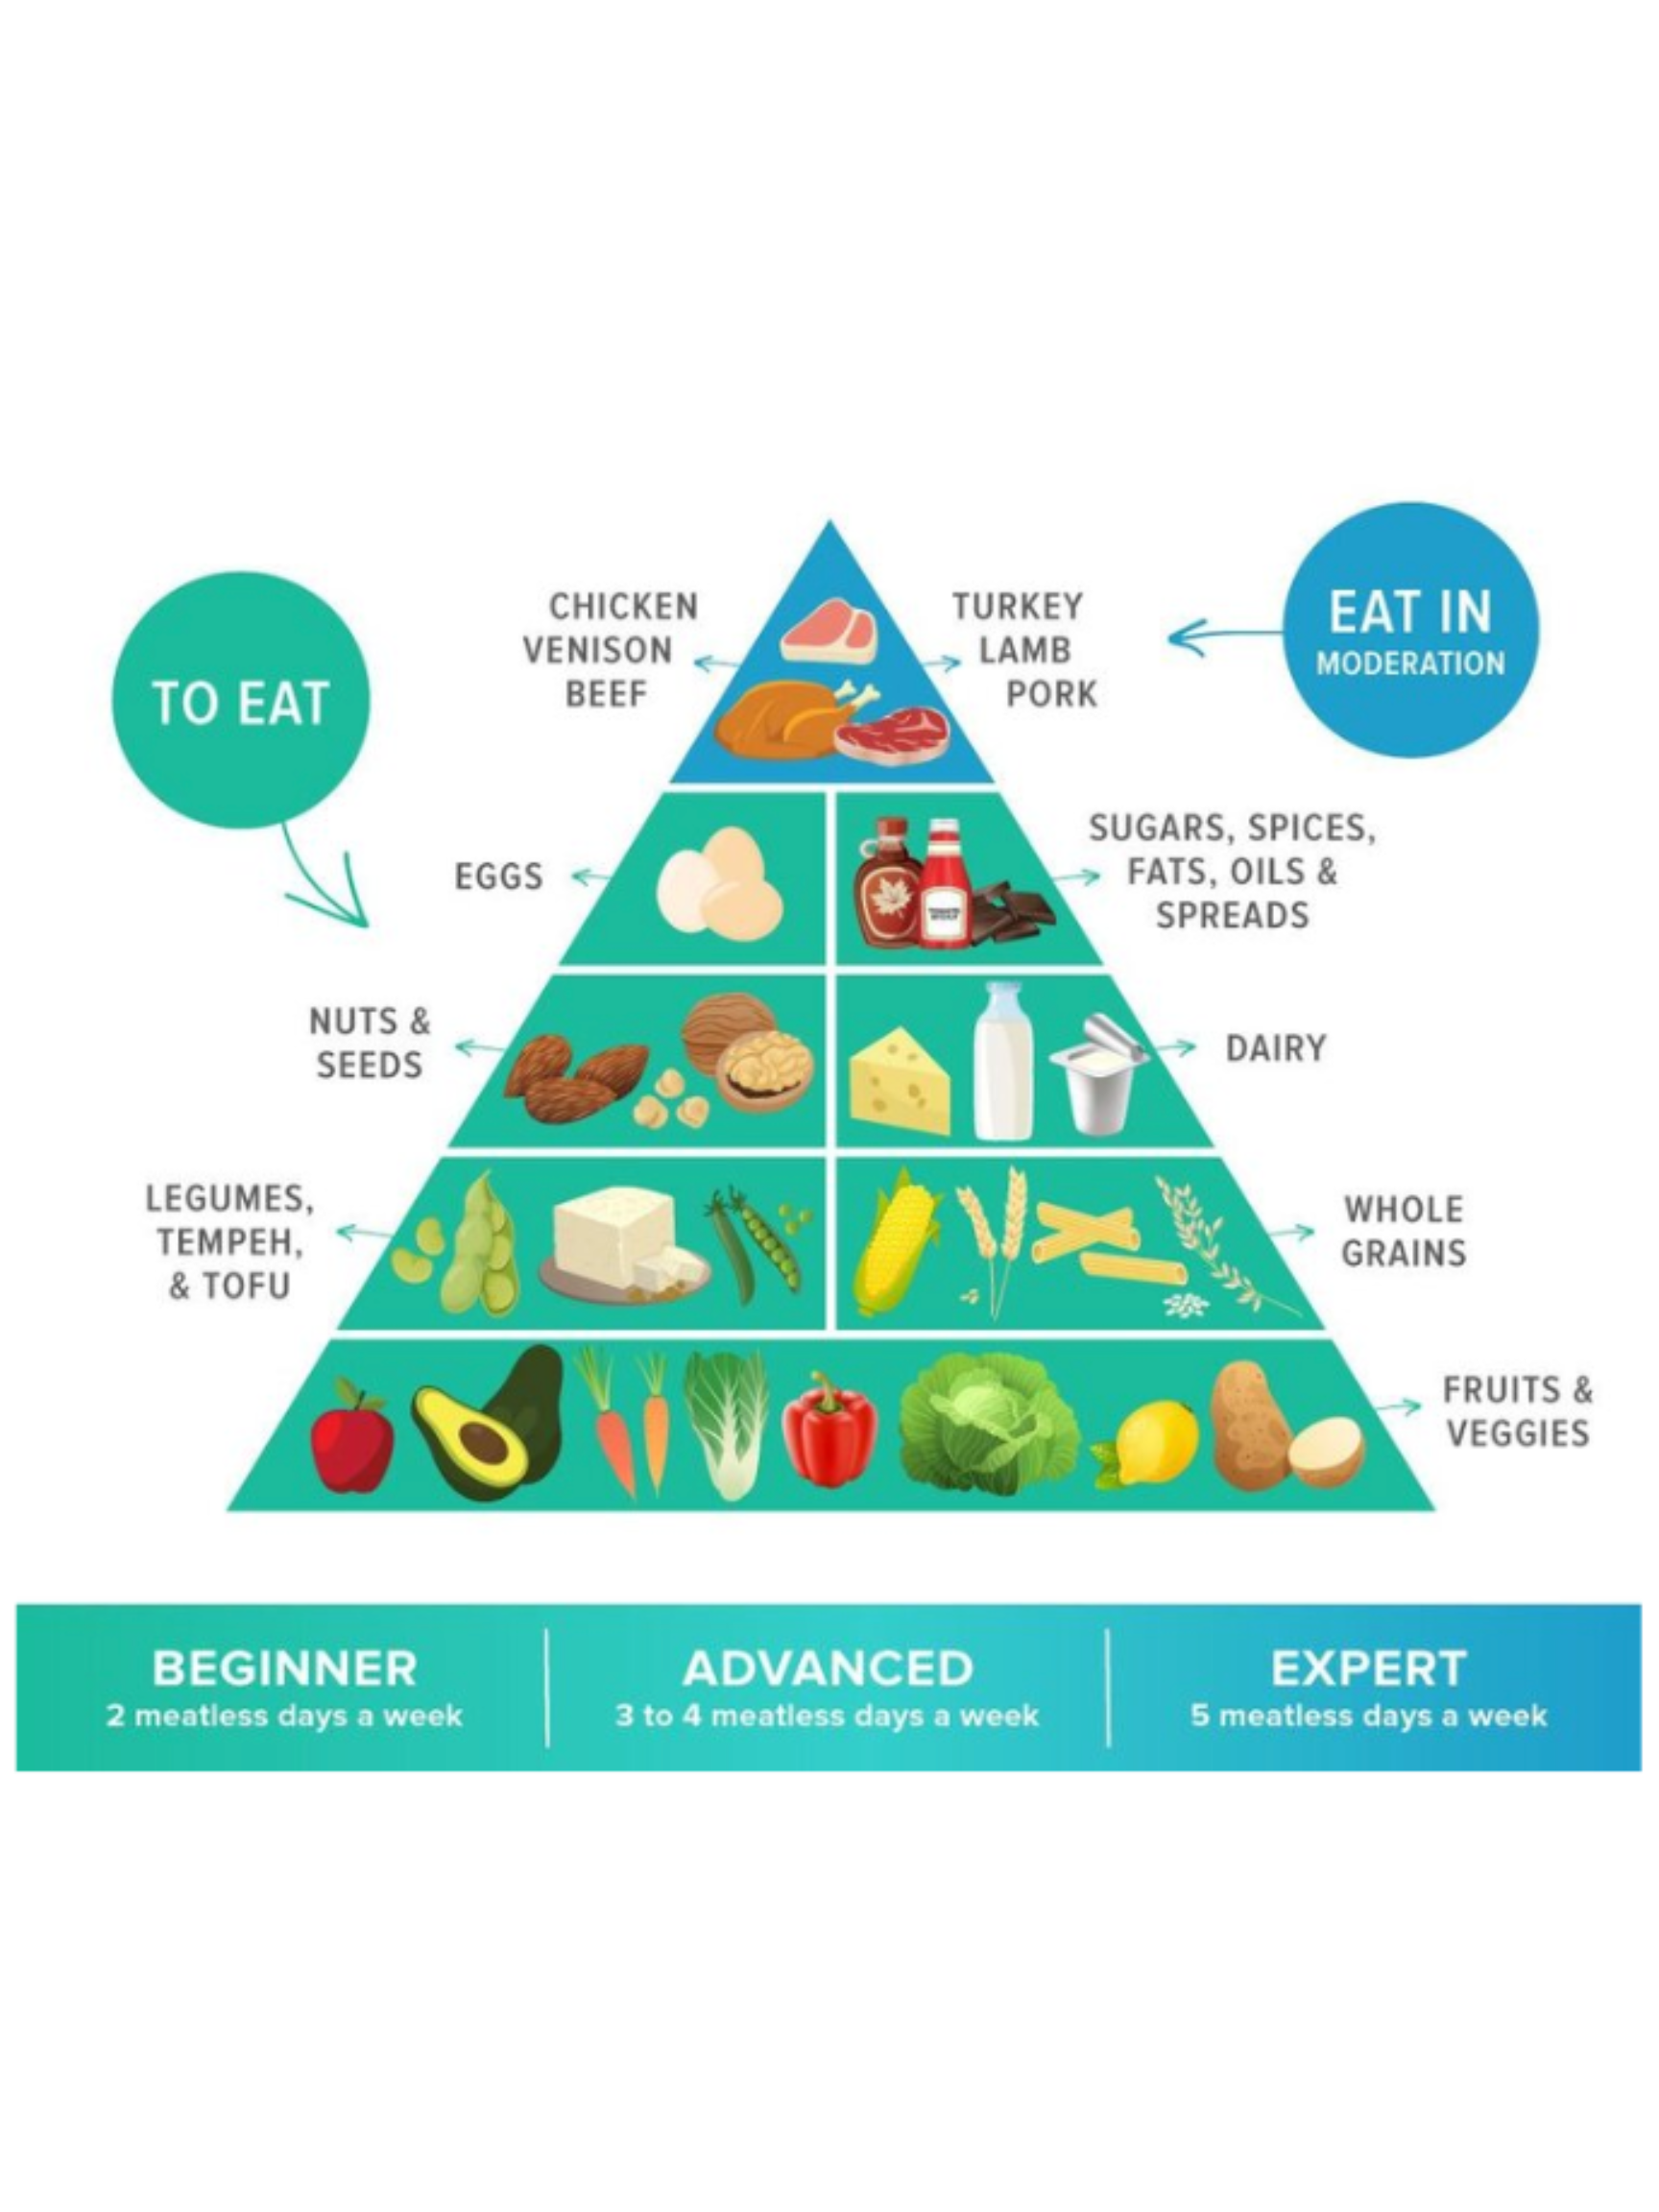 EAT IN
MODERATION
TO EAT
CHICKEN
VENISON
BEEF
TURKEY
LAMB
PORK
EGGS
SUGARS, SPICES,
FATS, OILS &
SPREADS
NUTS &
SEEDS
DAIRY
LEGUMES,
TEMPEH,
& TOFU
WHOLE
GRAINS
FRUITS &
VEGGIES
BEGINNER
2 meatless days a week
ADVANCED
3 to 4 meatless days a week
EXPERT
5 meatless days a week